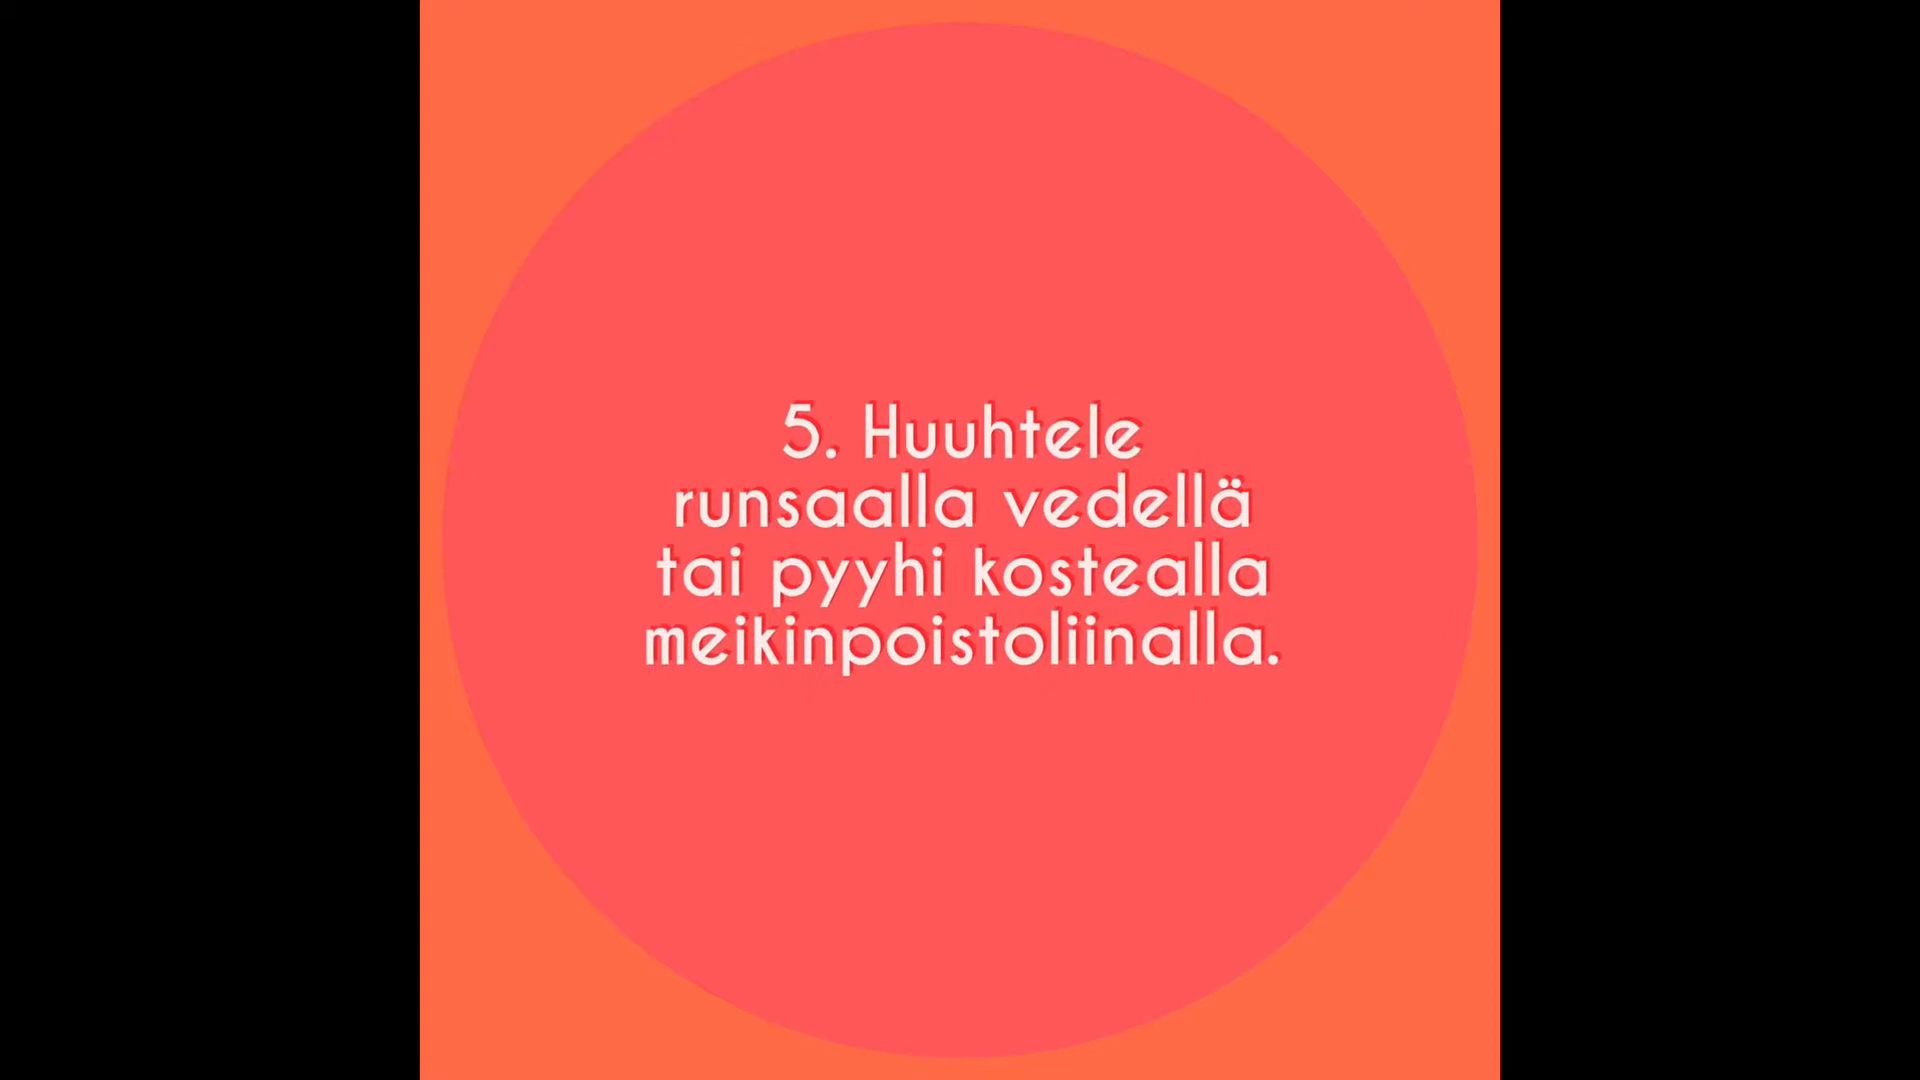 5. Huuhtele
runsaalla vedellä
tai pyyhi kostealla
meikinpoistoliinalla.